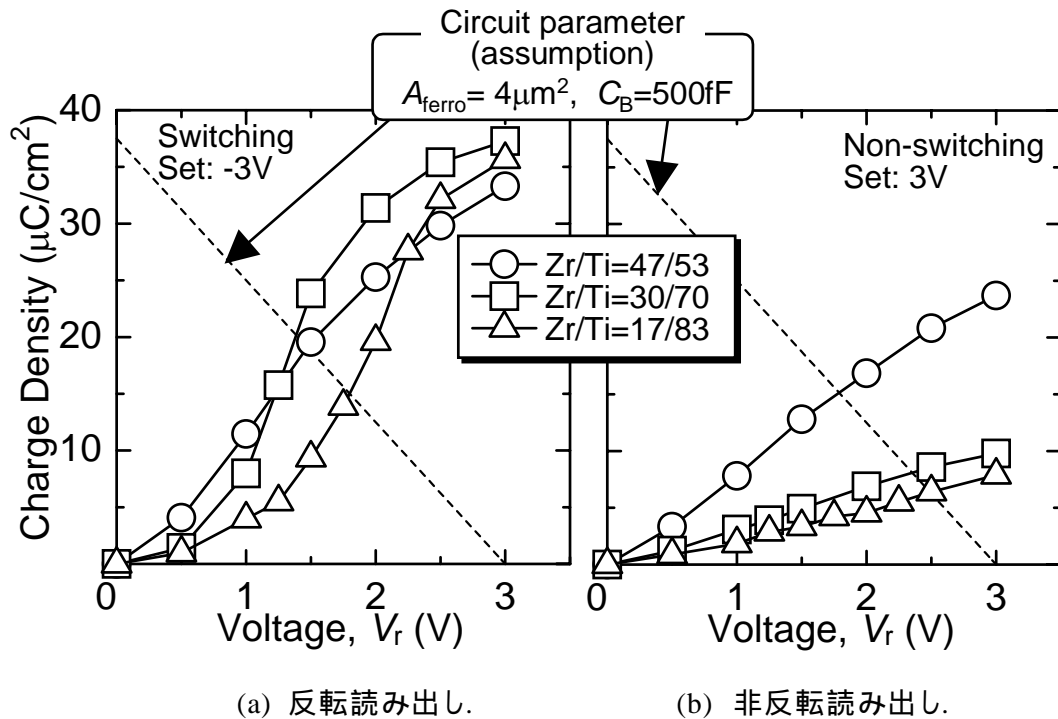 Circuit parameter
(assumption)
A_ferro= 4μm², C_B=500fF
Charge Density (μC/cm²)
40
30
20
10
Switching
Set: -3V
Non-switching
Set: 3V
Zr/Ti=47/53
Zr/Ti=30/70
Zr/Ti=17/83
0 1 2 3
0 1 2 3
Voltage, V_r (V)
Voltage, V_r (V)
(a) 反転読み出し.
(b) 非反転読み出し.